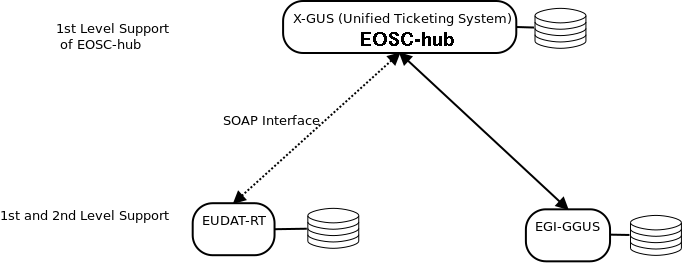 X-GUS (Unified Ticketing System)
EOSC-hub
1st Level Support
of EOSC-hub
SOAP Interface
1st and 2nd Level Support
EUDAT-RT
EGI-GGUS